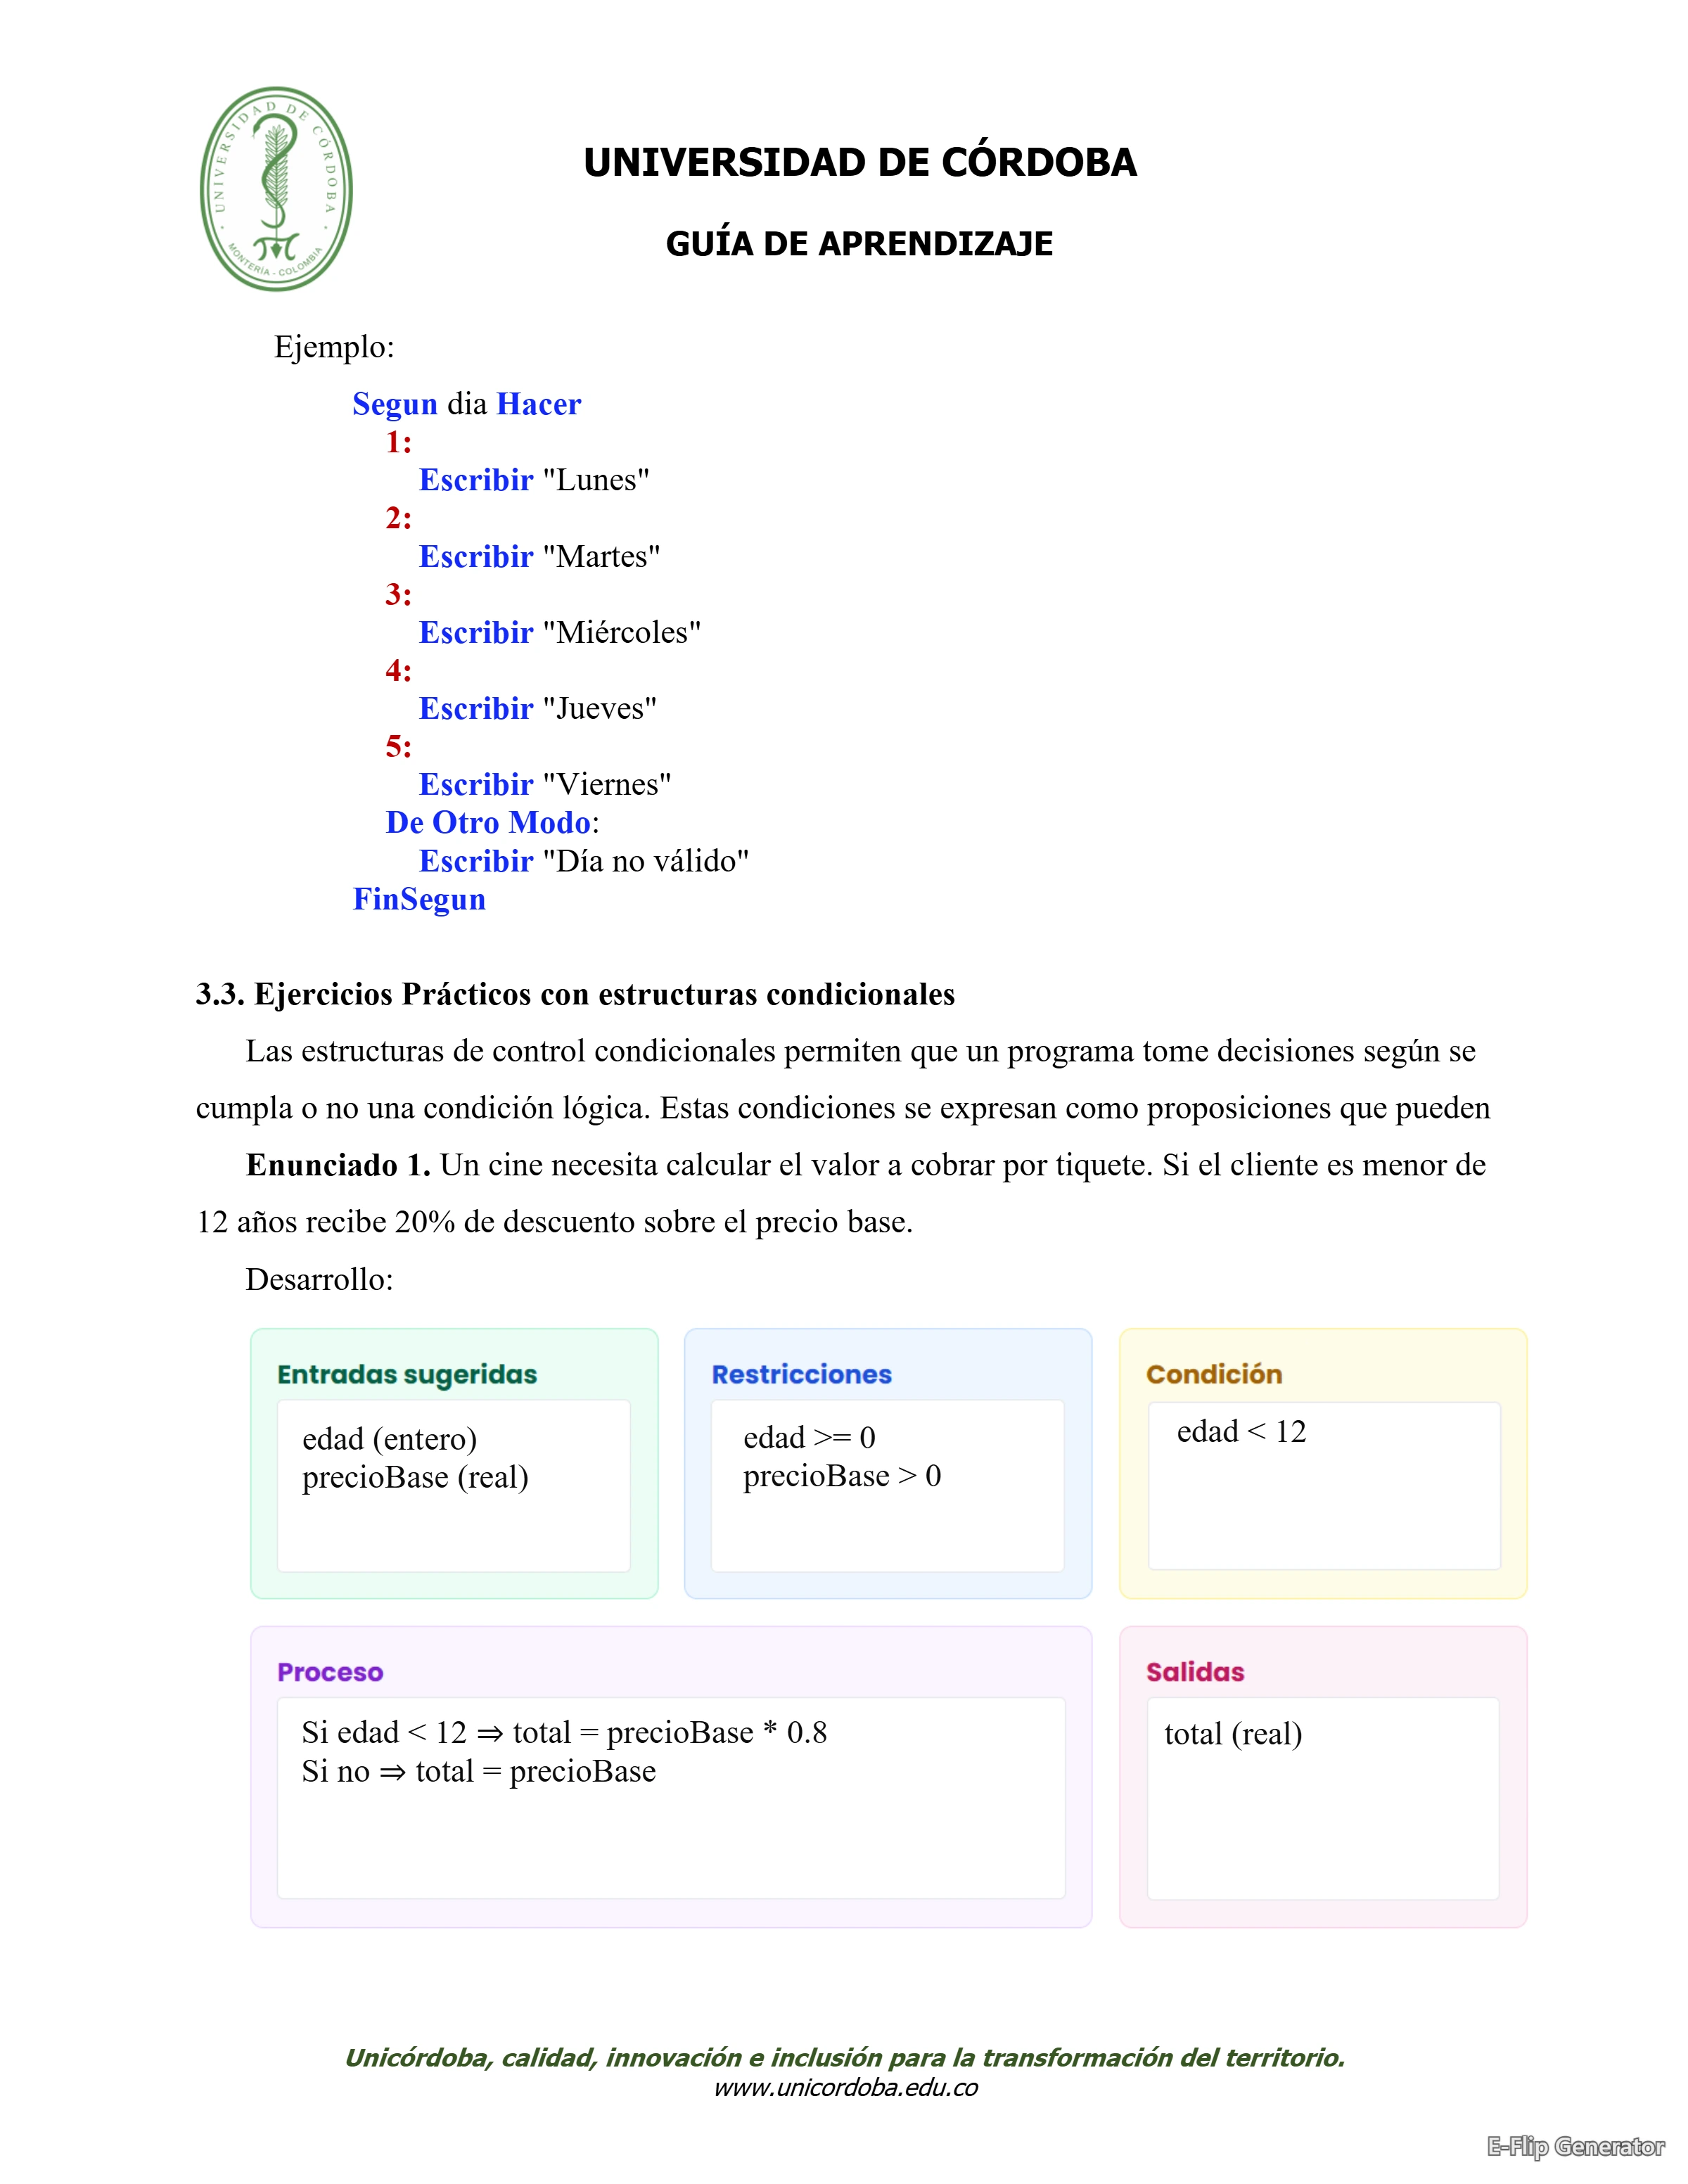 UNIVERSIDAD DE CÓRDOBA
MONTERÍA - COLOMBIA
UNIVERSIDAD DE CÓRDOBA
GUÍA DE APRENDIZAJE
Ejemplo:
Segun dia Hacer
1:
Escribir "Lunes"
2:
Escribir "Martes"
3:
Escribir "Miércoles"
4:
Escribir "Jueves"
5:
Escribir "Viernes"
De Otro Modo:
Escribir "Día no válido"
FinSegun
3.3. Ejercicios Prácticos con estructuras condicionales
Las estructuras de control condicionales permiten que un programa tome decisiones según se
cumpla o no una condición lógica. Estas condiciones se expresan como proposiciones que pueden
Enunciado 1. Un cine necesita calcular el valor a cobrar por tiquete. Si el cliente es menor de
12 años recibe 20% de descuento sobre el precio base.
Desarrollo:
Entradas sugeridas
edad (entero)
precioBase (real)
Restricciones
edad >= 0
precioBase > 0
Condición
edad < 12
Proceso
Si edad < 12 ⇒ total = precioBase * 0.8
Si no ⇒ total = precioBase
Salidas
total (real)
Unicórdoba, calidad, innovación e inclusión para la transformación del territorio.
www.unicordoba.edu.co
E-Flip Generator